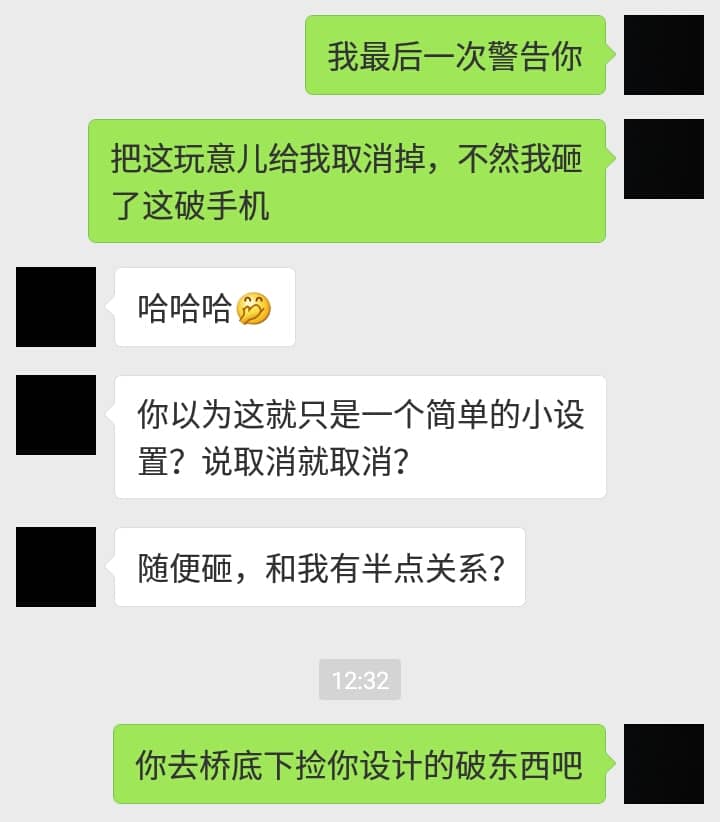 我最后一次警告你
把这玩意儿给我取消掉，不然我砸
了这破手机
哈哈哈🤭
你以为这就只是一个简单的小设
置？说取消就取消？
随便砸，和我有半点关系？
12:32
你去桥底下捡你设计的破东西吧